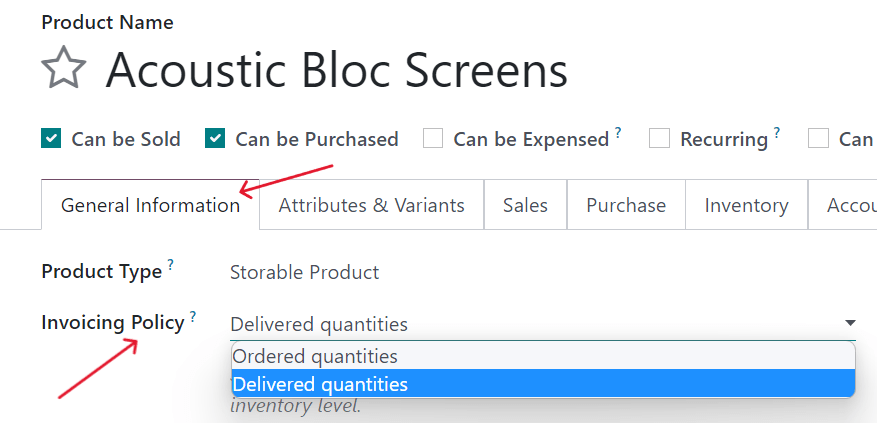 Product Name
Acoustic Bloc Screens
Can be Sold Can be Purchased Can be Expensed ? Recurring ? Can
General Information Attributes & Variants Sales Purchase Inventory Accou
Product Type ? Storable Product
Invoicing Policy ? Delivered quantities
Ordered quantities
Delivered quantities
inventory level.